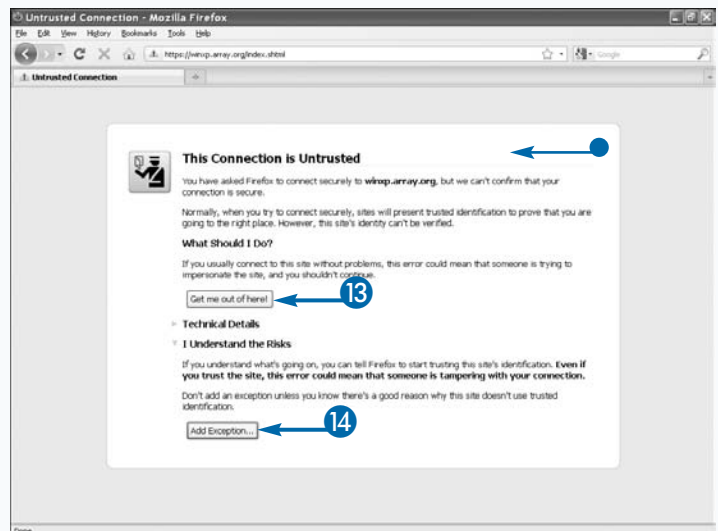 Untrusted Connection - Mozilla Firefox
File Edit View History Bookmarks Tools Help
https://winxp.array.org/index.shtml
Google
Untrusted Connection
This Connection is Untrusted
You have asked Firefox to connect securely to winxp.array.org, but we can't confirm that your
connection is secure.
Normally, when you try to connect securely, sites will present trusted identification to prove that you are
going to the right place. However, this site's identity can't be verified.
What Should I Do?
If you usually connect to this site without problems, this error could mean that someone is trying to
impersonate the site, and you shouldn't continue.
Get me out of here!
13
Technical Details
I Understand the Risks
If you understand what's going on, you can tell Firefox to start trusting this site's identification. Even if
you trust the site, this error could mean that someone is tampering with your connection.
Don't add an exception unless you know there's a good reason why this site doesn't use trusted
identification.
Add Exception...
14
Done